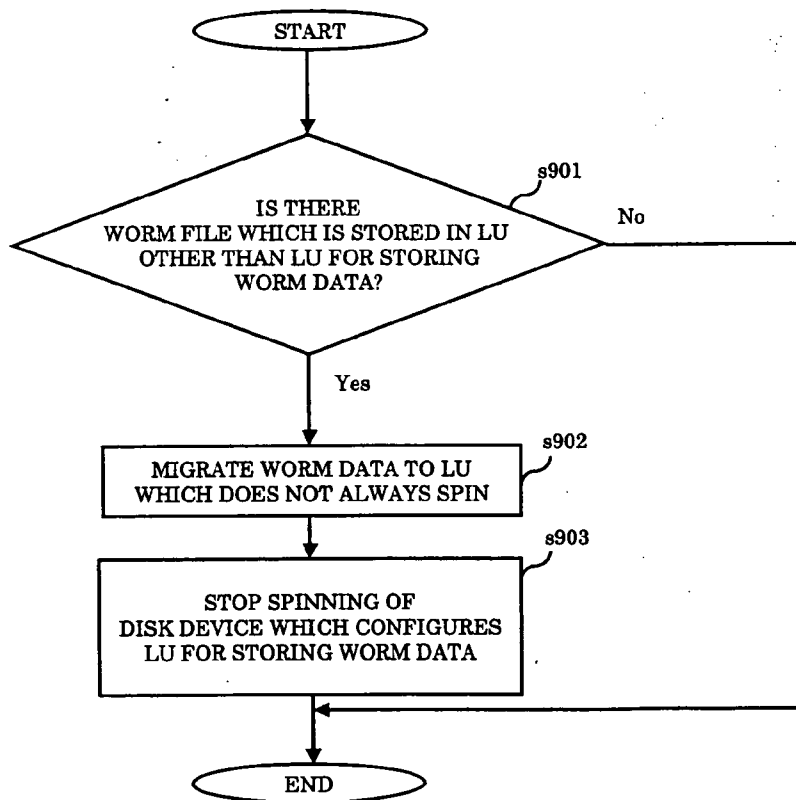 START
s901
IS THERE
WORM FILE WHICH IS STORED IN LU
OTHER THAN LU FOR STORING
WORM DATA?
No
Yes
s902
MIGRATE WORM DATA TO LU
WHICH DOES NOT ALWAYS SPIN
s903
STOP SPINNING OF
DISK DEVICE WHICH CONFIGURES
LU FOR STORING WORM DATA
END